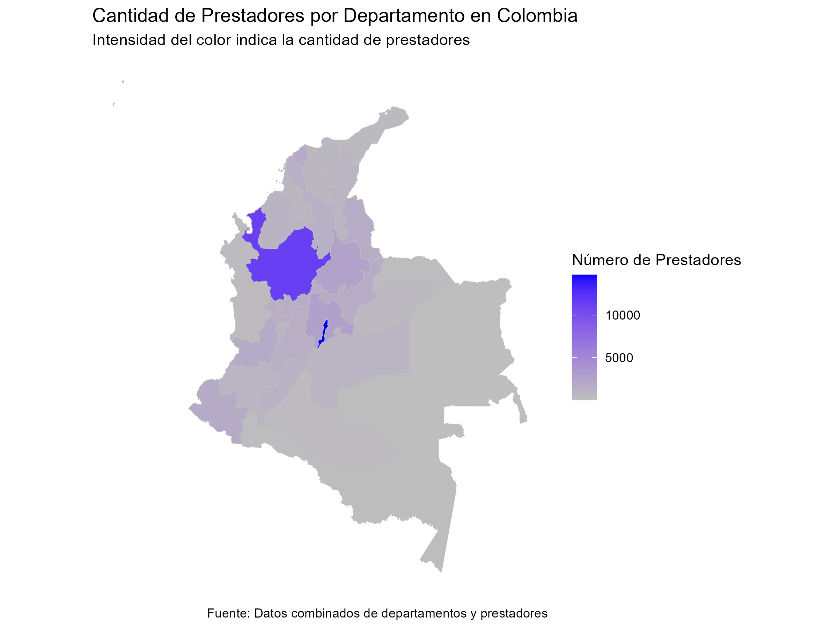 Cantidad de Prestadores por Departamento en Colombia
Intensidad del color indica la cantidad de prestadores
Número de Prestadores
10000
5000
Fuente: Datos combinados de departamentos y prestadores